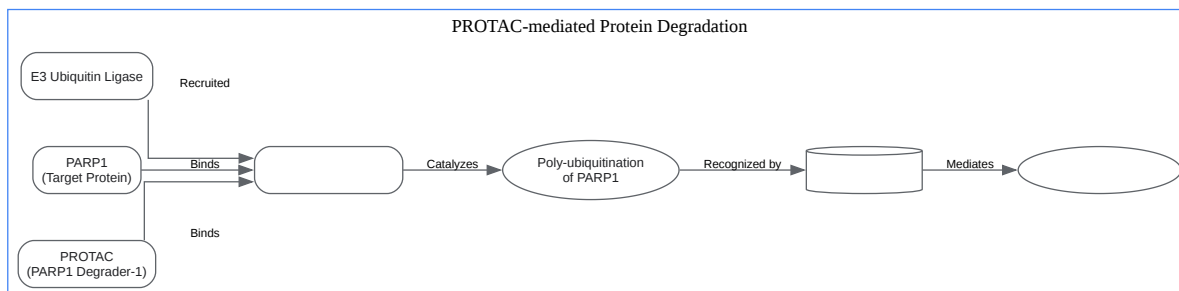 PROTAC-mediated Protein Degradation
E3 Ubiquitin Ligase
Recruited
PARP1
(Target Protein)
Binds
Catalyzes
Poly-ubiquitination
of PARP1
Recognized by
Mediates
Binds
PROTAC
(PARP1 Degrader-1)